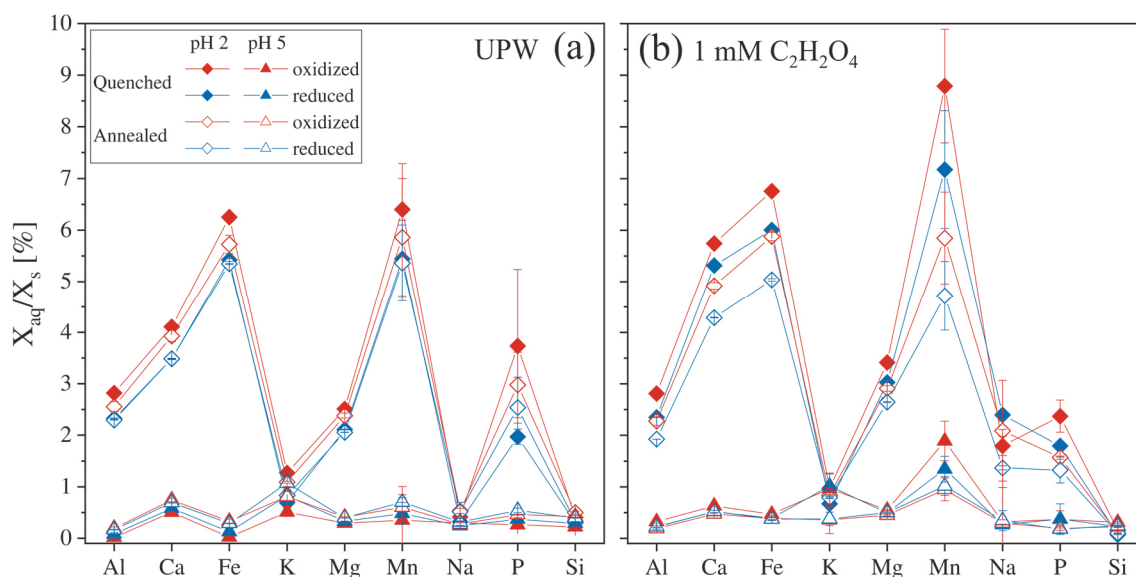 10
9
8
7
6
5
4
3
2
1
0
X_aq/X_s [%]
pH 2 pH 5
Quenched oxidized
reduced
Annealed oxidized
reduced
UPW (a)
(b) 1 mM C₂H₂O₄
Al Ca Fe K Mg Mn Na P Si
Al Ca Fe K Mg Mn Na P Si